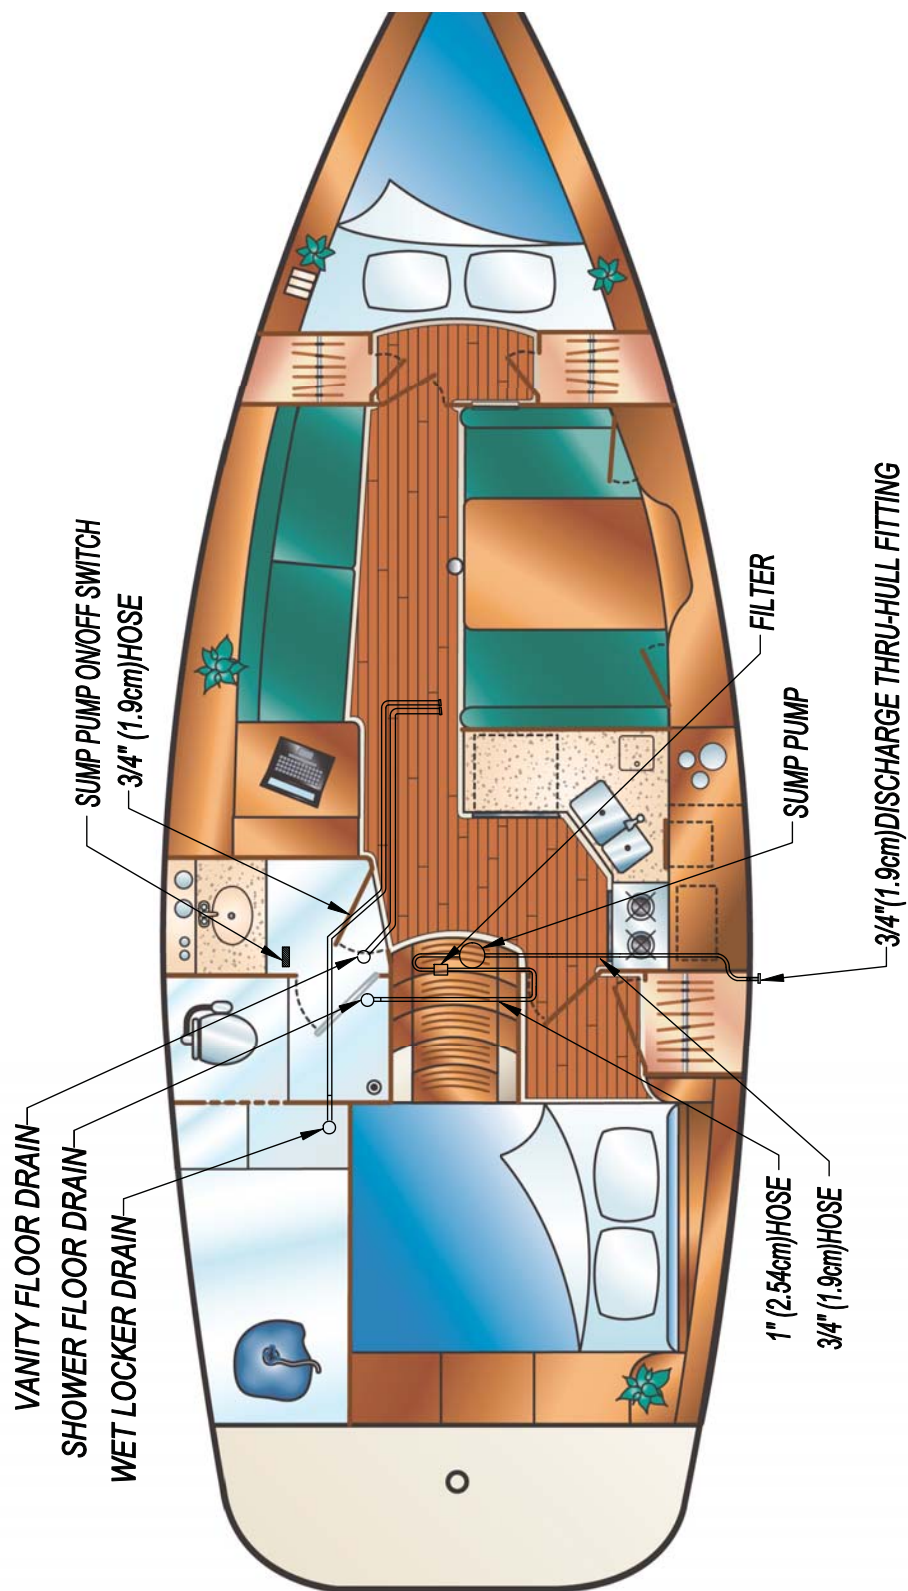 SUMP PUMP ON/OFF SWITCH
3/4" (1.9cm)HOSE
FILTER
SUMP PUMP
3/4"(1.9cm)DISCHARGE THRU-HULL FITTING
VANITY FLOOR DRAIN
SHOWER FLOOR DRAIN
WET LOCKER DRAIN
1" (2.54cm)HOSE
3/4" (1.9cm)HOSE